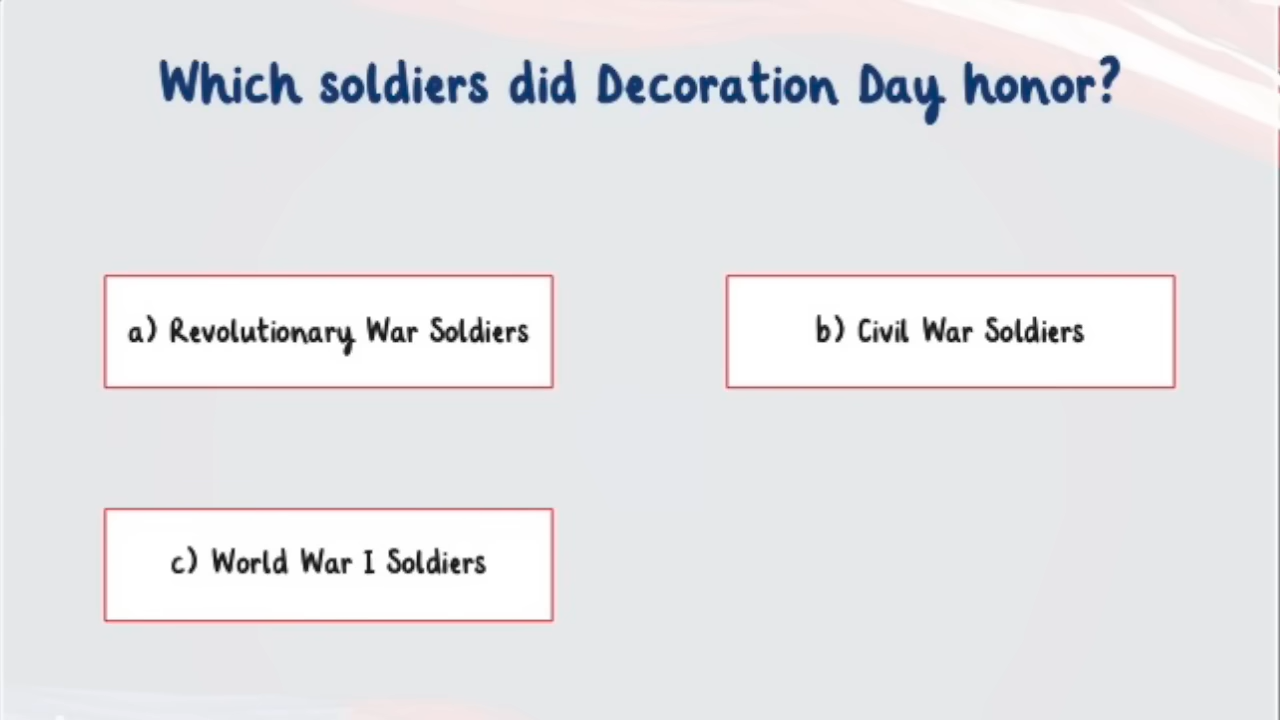 Which soldiers did Decoration Day honor?
a) Revolutionary War Soldiers
b) Civil War Soldiers
c) World War I Soldiers